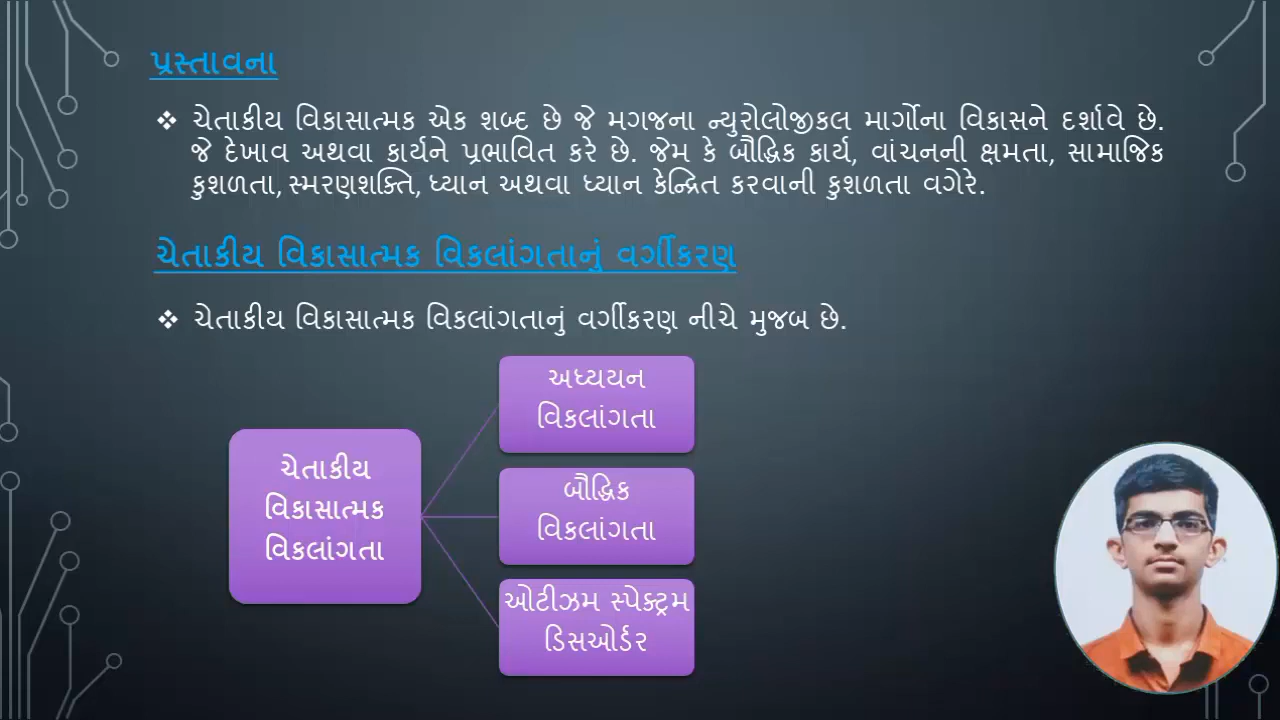 પ્રસ્તાવના
❖ ચેતાકીય વિકાસાત્મક એક શબ્દ છે જે મગજના ન્યુરોલોજીકલ માર્ગોના વિકાસને દર્શાવે છે.
જે દેખાવ અથવા કાર્યને પ્રભાવિત કરે છે. જેમ કે બૌદ્ધિક કાર્ય, વાંચનની ક્ષમતા, સામાજિક
કુશળતા, સ્મરણશક્તિ, ધ્યાન અથવા ધ્યાન કેન્દ્રિત કરવાની કુશળતા વગેરે.
ચેતાકીય વિકાસાત્મક વિકલાંગતાનું વર્ગીકરણ
❖ ચેતાકીય વિકાસાત્મક વિકલાંગતાનું વર્ગીકરણ નીચે મુજબ છે.
ચેતાકીય
વિકાસાત્મક
વિકલાંગતા
અધ્યયન
વિકલાંગતા
બૌદ્ધિક
વિકલાંગતા
ઓટીઝમ સ્પેક્ટ્રમ
ડિસઓર્ડર